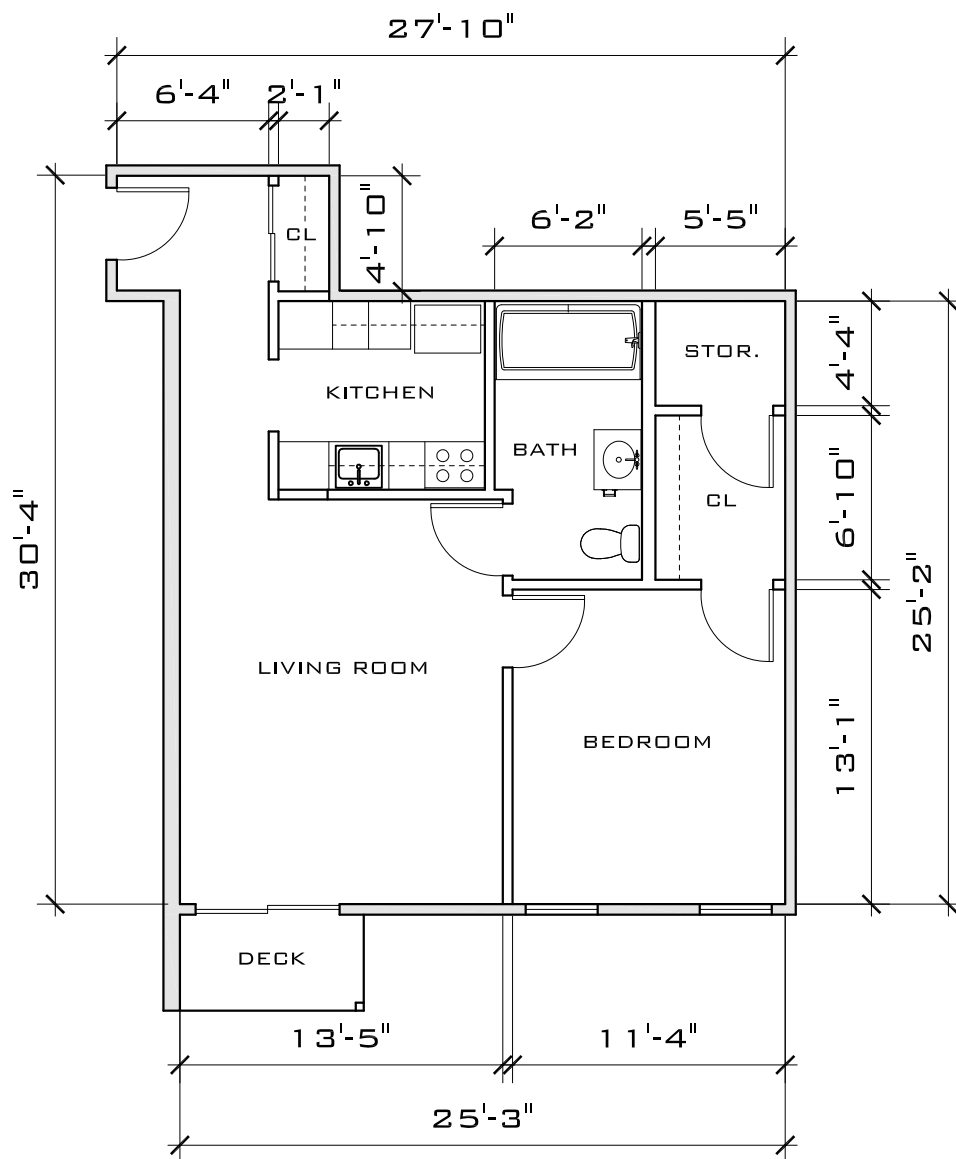 27'-10"
6'-4" 2'-1"
6'-2" 5'-5"
4'-10"
CL
STOR.
4'-4"
KITCHEN
BATH
CL
6'-10"
30'-4"
25'-2"
LIVING ROOM
BEDROOM
13'-1"
DECK
13'-5" 11'-4"
25'-3"